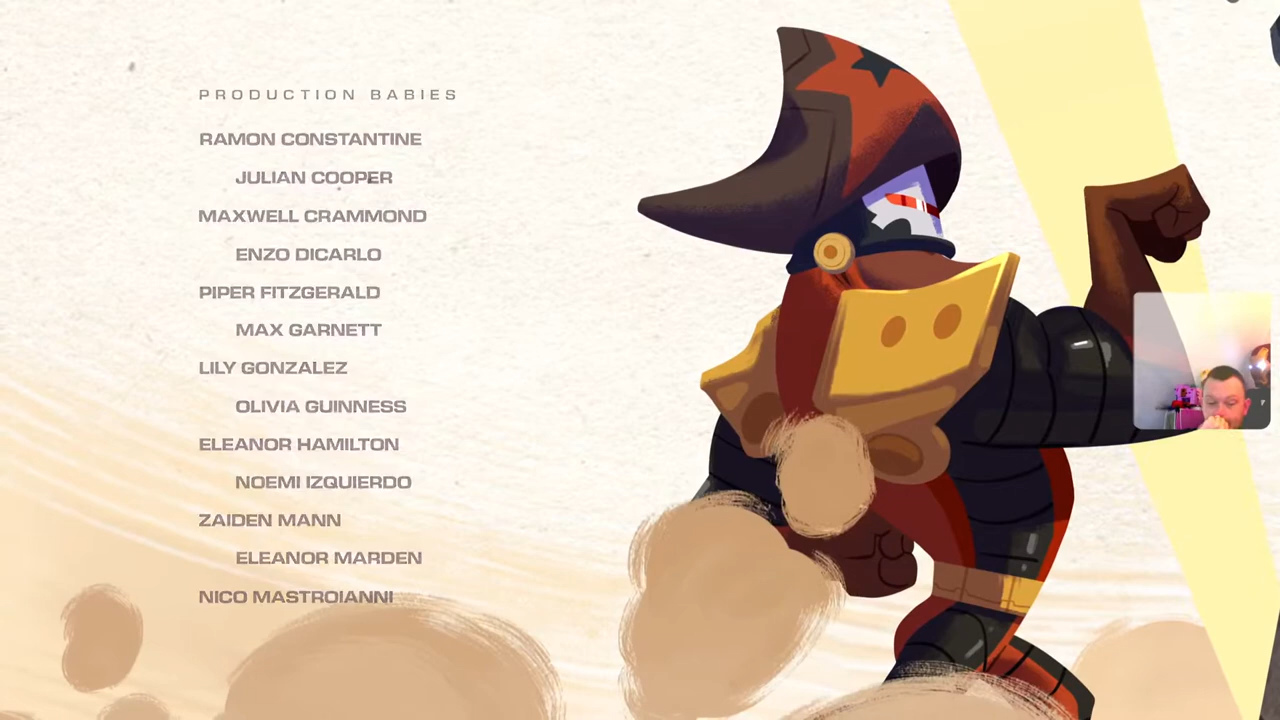 PRODUCTION BABIES
RAMON CONSTANTINE
JULIAN COOPER
MAXWELL CRAMMOND
ENZO DICARLO
PIPER FITZGERALD
MAX GARNETT
LILY GONZALEZ
OLIVIA GUINNESS
ELEANOR HAMILTON
NOEMI IZQUIERDO
ZAIDEN MANN
ELEANOR MARDEN
NICO MASTROIANNI